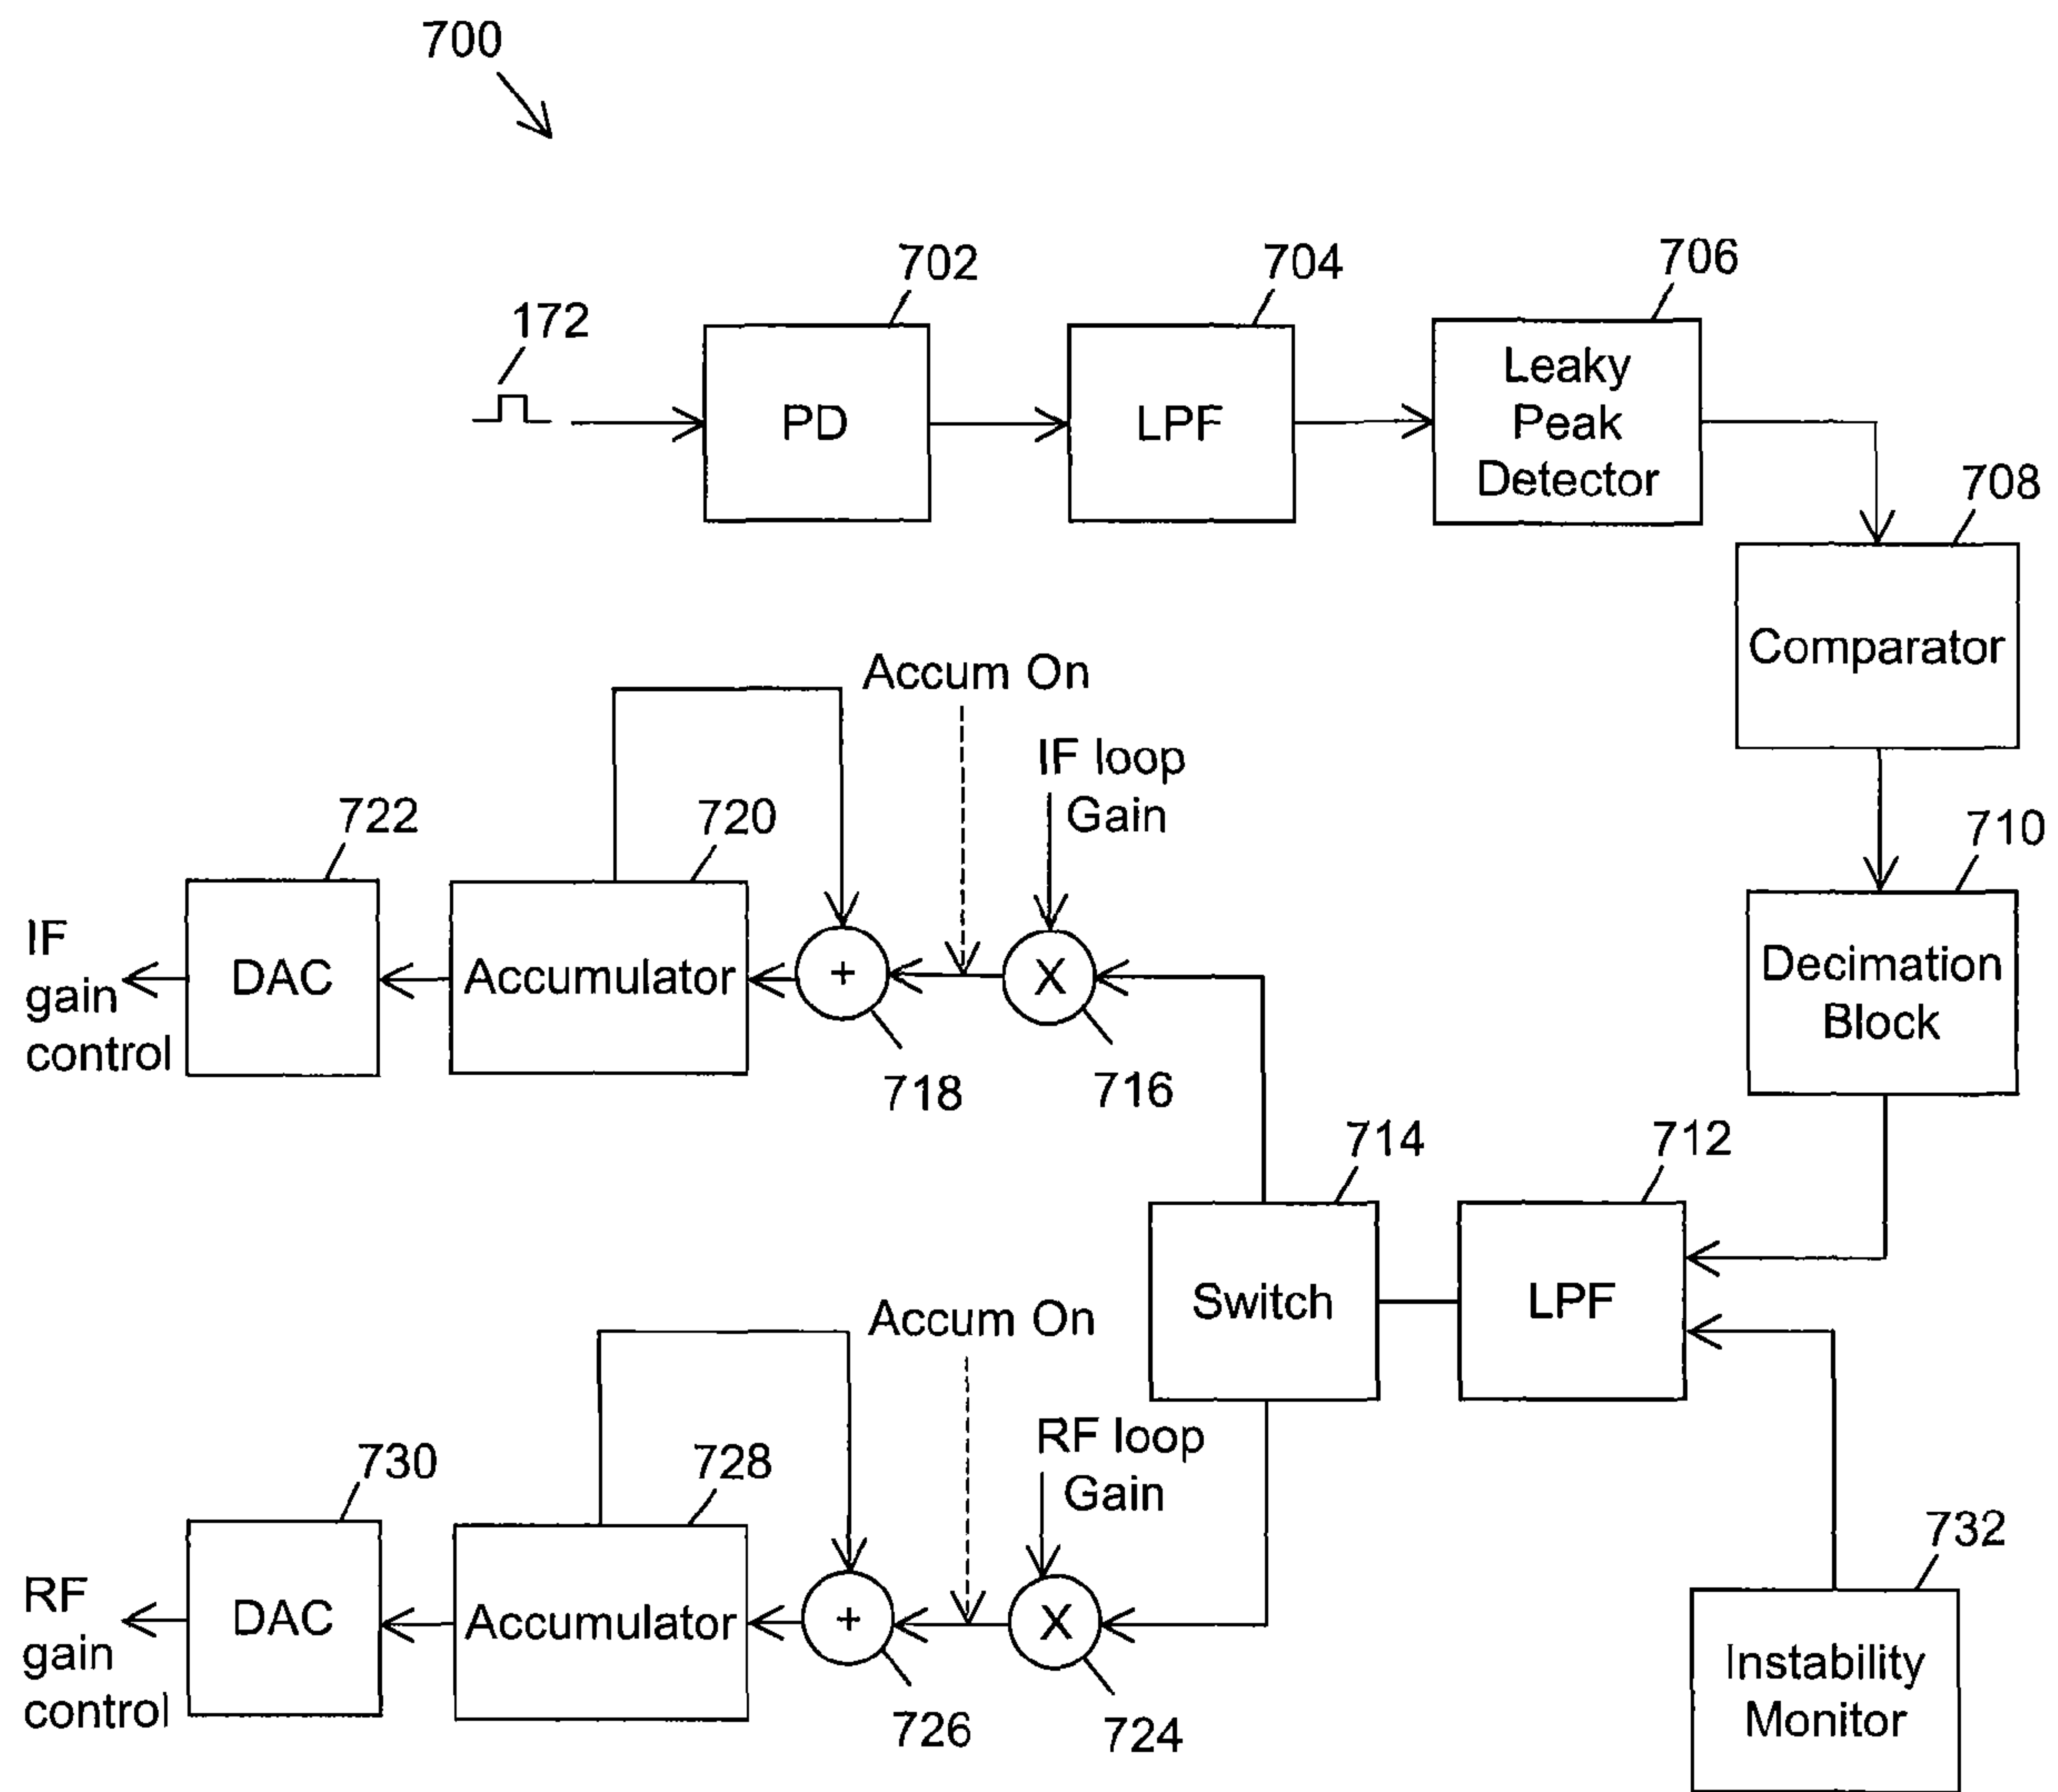 700
702
704
706
172
PD
LPF
Leaky
Peak
Detector
708
Comparator
Accum On
IF loop
Gain
722
720
710
IF
gain
control
DAC
Accumulator
+
X
Decimation
Block
718
716
714
712
Switch
LPF
Accum On
RF loop
Gain
730
728
732
RF
gain
control
DAC
Accumulator
+
X
Instability
Monitor
726
724